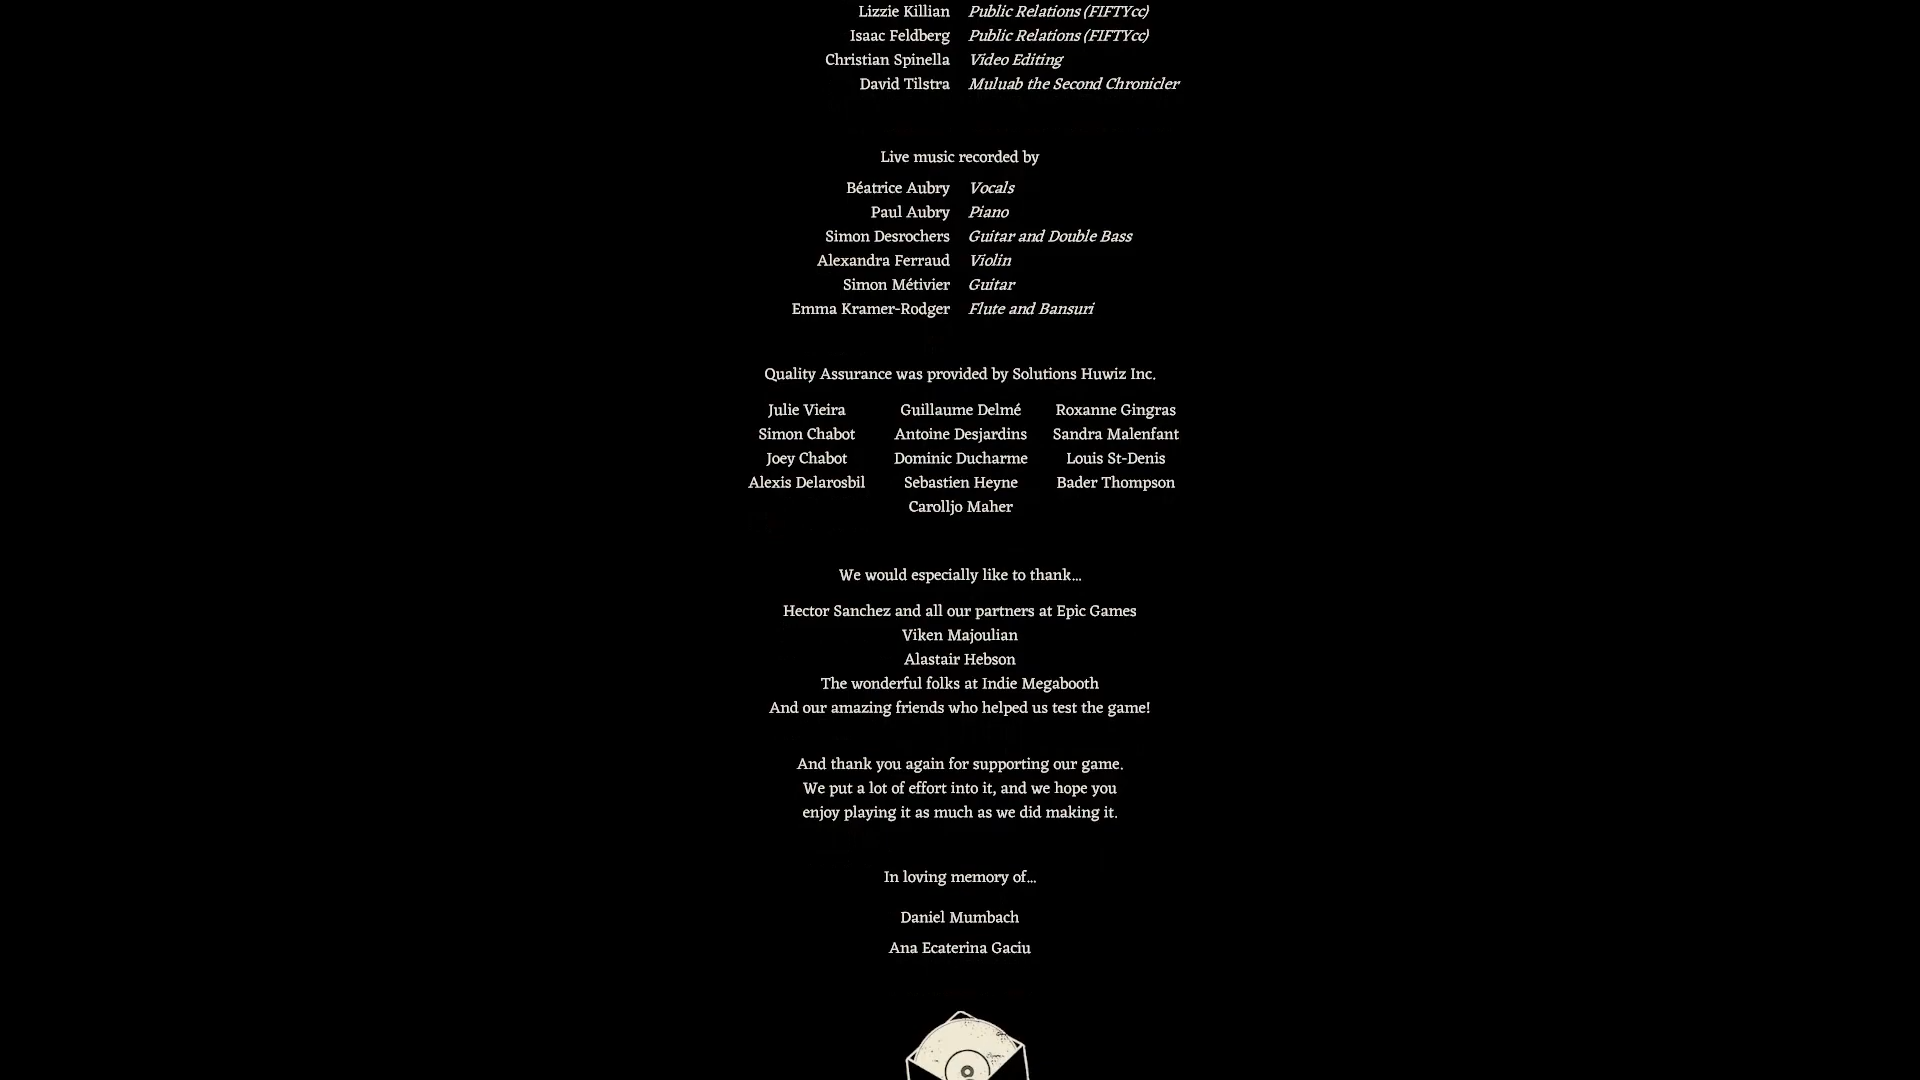 Lizzie Killian Public Relations (FIFTYcc)
Isaac Feldberg Public Relations (FIFTYcc)
Christian Spinella Video Editing
David Tilstra Muluab the Second Chronicler
Live music recorded by
Béatrice Aubry Vocals
Paul Aubry Piano
Simon Desrochers Guitar and Double Bass
Alexandra Ferraud Violin
Simon Métivier Guitar
Emma Kramer-Rodger Flute and Bansuri
Quality Assurance was provided by Solutions Huwiz Inc.
Julie Vieira Guillaume Delmé Roxanne Gingras
Simon Chabot Antoine Desjardins Sandra Malenfant
Joey Chabot Dominic Ducharme Louis St-Denis
Alexis Delarosbil Sebastien Heyne Bader Thompson
Carolljo Maher
We would especially like to thank...
Hector Sanchez and all our partners at Epic Games
Viken Majoulian
Alastair Hebson
The wonderful folks at Indie Megabooth
And our amazing friends who helped us test the game!
And thank you again for supporting our game.
We put a lot of effort into it, and we hope you
enjoy playing it as much as we did making it.
In loving memory of...
Daniel Mumbach
Ana Ecaterina Gaciu